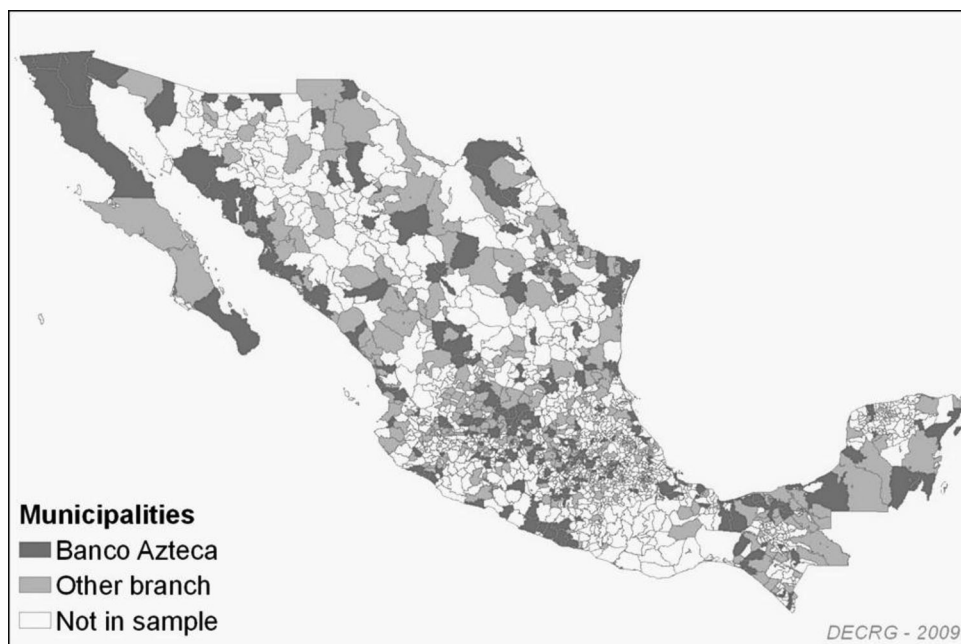 Municipalities
Banco Azteca
Other branch
Not in sample
DECRG - 2009